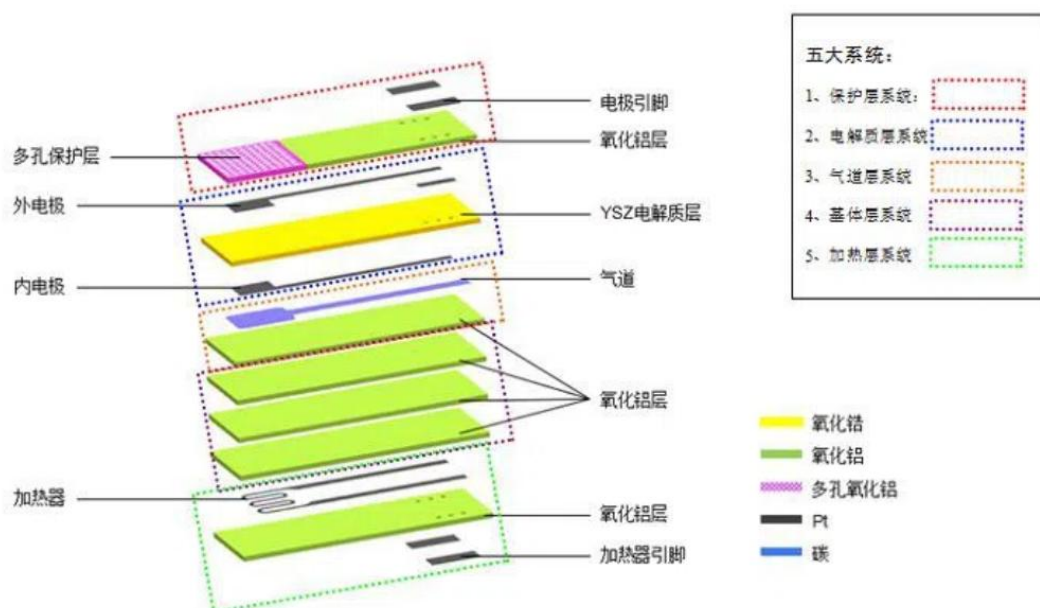 五大系统：
1、保护层系统：
2、电解质层系统
3、气道层系统
4、基体层系统
5、加热层系统
电极引脚
氧化铝层
多孔保护层
外电极
YSZ电解质层
内电极
气道
氧化铝层
加热器
氧化铝层
加热器引脚
氧化锆
氧化铝
多孔氧化铝
Pt
碳